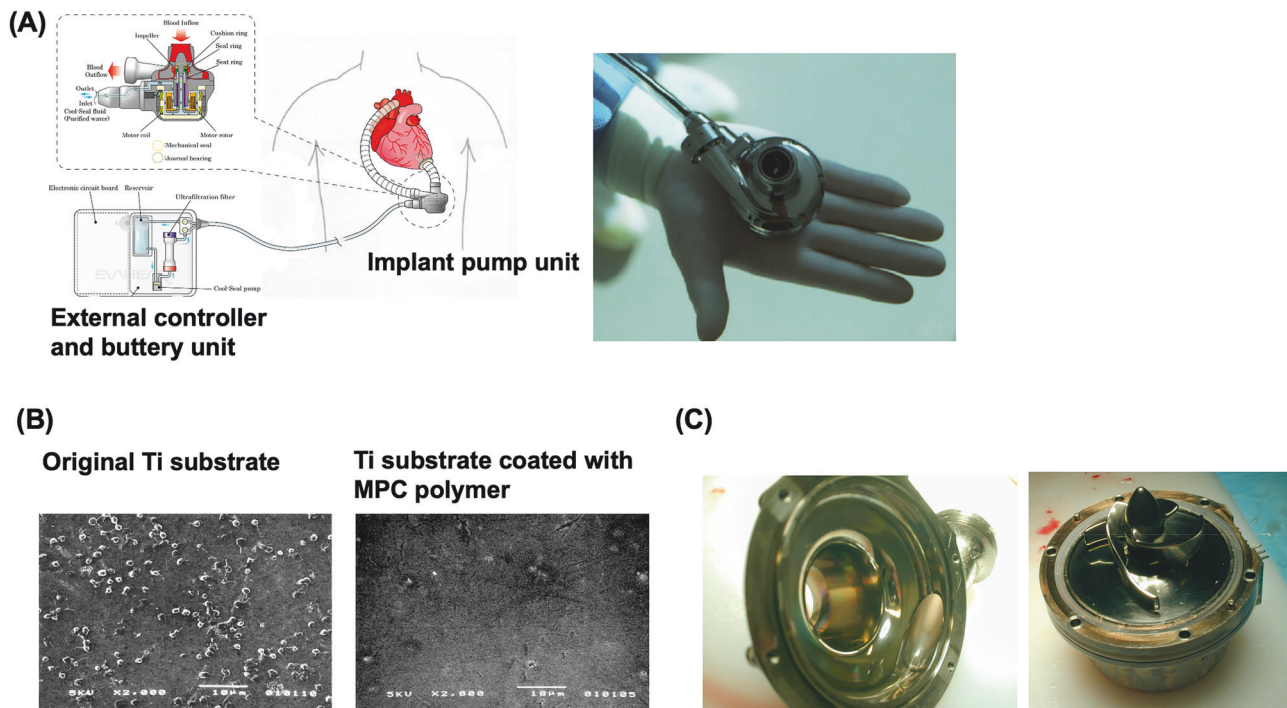 (A)
Blood Inflow
Impeller
Cushion ring
Seal ring
Seat ring
Blood
Outflow
Outlet
Inlet
Cool-Seal fluid
(Purified water)
Motor coil
Motor rotor
:Mechanical seal
:Journal bearing
Electronic circuit board
Reservoir
Ultrafiltration filter
Cool-Seal pump
Implant pump unit
External controller
and buttery unit
(B)
Original Ti substrate
Ti substrate coated with
MPC polymer
5KV X2,000 10μm 010110
5KV X2,000 10μm 010105
(C)